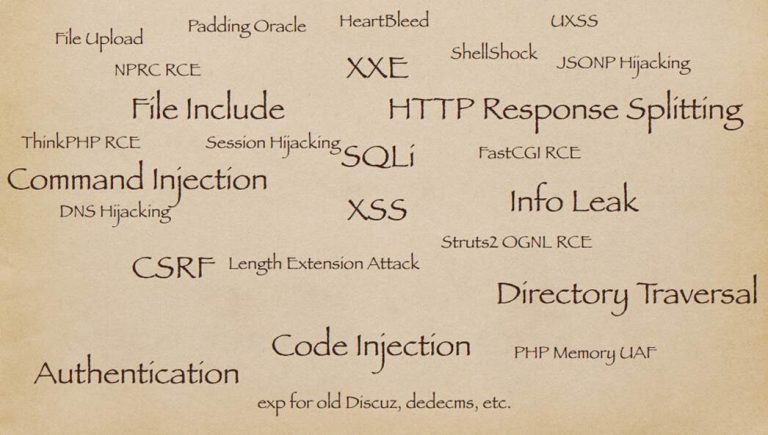 File Upload
Padding Oracle
HeartBleed
UXSS
NPRC RCE
XXE
ShellShock
JSONP Hijacking
File Include
HTTP Response Splitting
ThinkPHP RCE
Session Hijacking
SQLi
FastCGI RCE
Command Injection
DNS Hijacking
XSS
Info Leak
Struts2 OGNL RCE
CSRF
Length Extension Attack
Directory Traversal
Code Injection
PHP Memory UAF
Authentication
exp for old Discuz, dedecms, etc.